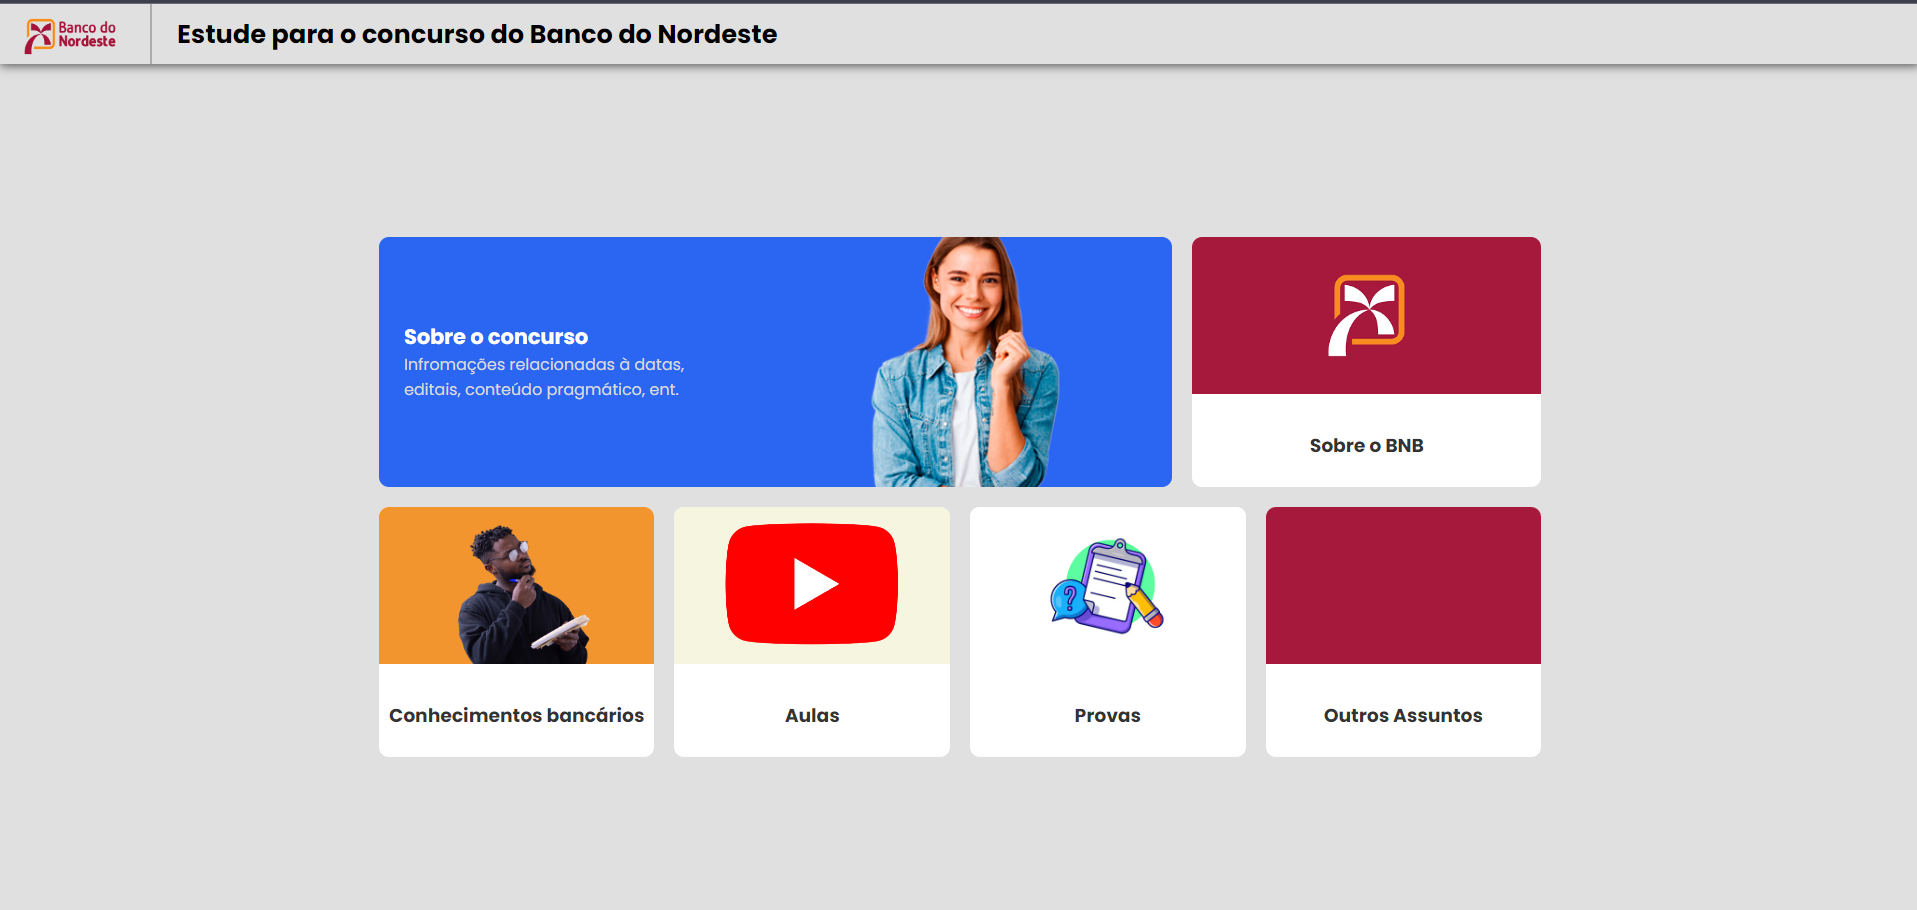 Banco do
Nordeste
Estude para o concurso do Banco do Nordeste
Sobre o concurso
Infromações relacionadas à datas,
editais, conteúdo pragmático, ent.
Sobre o BNB
Conhecimentos bancários
Aulas
?
Provas
Outros Assuntos